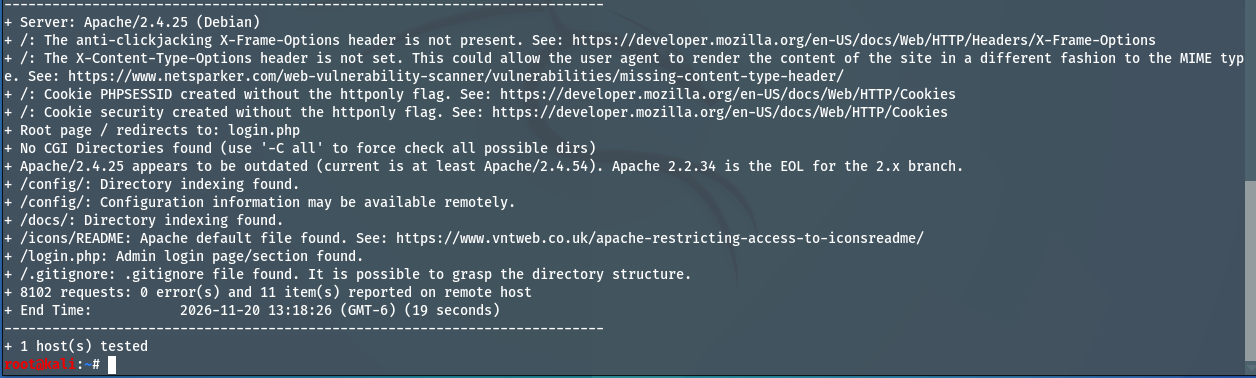 ---------------------------------------------------------------------------
+ Server: Apache/2.4.25 (Debian)
+ /: The anti-clickjacking X-Frame-Options header is not present. See: https://developer.mozilla.org/en-US/docs/Web/HTTP/Headers/X-Frame-Options
+ /: The X-Content-Type-Options header is not set. This could allow the user agent to render the content of the site in a different fashion to the MIME typ
e. See: https://www.netsparker.com/web-vulnerability-scanner/vulnerabilities/missing-content-type-header/
+ /: Cookie PHPSESSID created without the httponly flag. See: https://developer.mozilla.org/en-US/docs/Web/HTTP/Cookies
+ /: Cookie security created without the httponly flag. See: https://developer.mozilla.org/en-US/docs/Web/HTTP/Cookies
+ Root page / redirects to: login.php
+ No CGI Directories found (use '-C all' to force check all possible dirs)
+ Apache/2.4.25 appears to be outdated (current is at least Apache/2.4.54). Apache 2.2.34 is the EOL for the 2.x branch.
+ /config/: Directory indexing found.
+ /config/: Configuration information may be available remotely.
+ /docs/: Directory indexing found.
+ /icons/README: Apache default file found. See: https://www.vntweb.co.uk/apache-restricting-access-to-iconsreadme/
+ /login.php: Admin login page/section found.
+ /.gitignore: .gitignore file found. It is possible to grasp the directory structure.
+ 8102 requests: 0 error(s) and 11 item(s) reported on remote host
+ End Time:           2026-11-20 13:18:26 (GMT-6) (19 seconds)
---------------------------------------------------------------------------
+ 1 host(s) tested
root@kali:~#